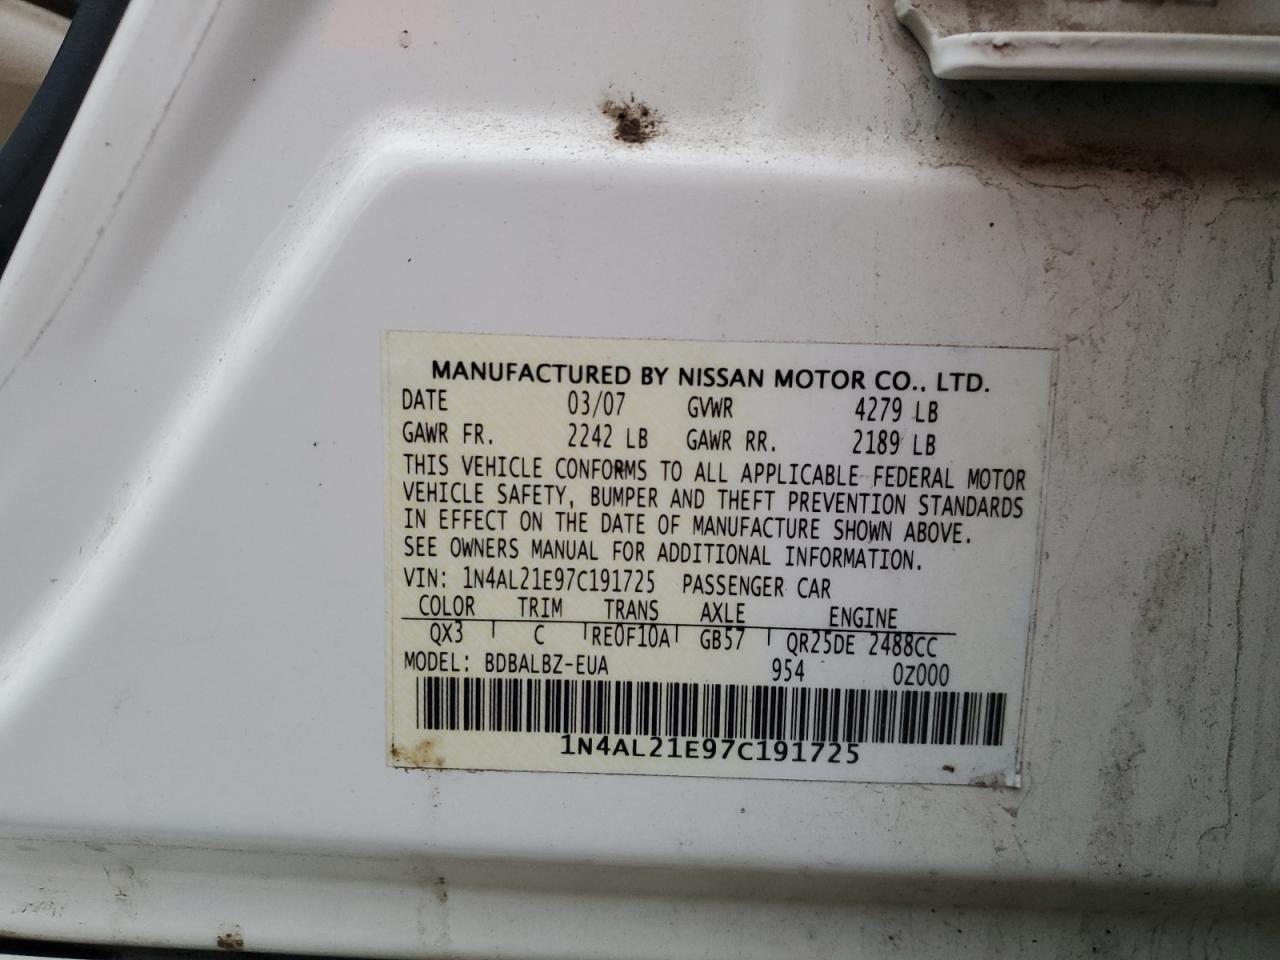 MANUFACTURED BY NISSAN MOTOR CO., LTD.
DATE 03/07 GVWR 4279 LB
GAWR FR. 2242 LB GAWR RR. 2189 LB
THIS VEHICLE CONFORMS TO ALL APPLICABLE FEDERAL MOTOR
VEHICLE SAFETY, BUMPER AND THEFT PREVENTION STANDARDS
IN EFFECT ON THE DATE OF MANUFACTURE SHOWN ABOVE.
SEE OWNERS MANUAL FOR ADDITIONAL INFORMATION.
VIN: 1N4AL21E97C191725 PASSENGER CAR
COLOR TRIM TRANS AXLE ENGINE
QX3 C RE0F10A GB57 QR25DE 2488CC
MODEL: BDBALBZ-EUA 954 0Z000
1N4AL21E97C191725